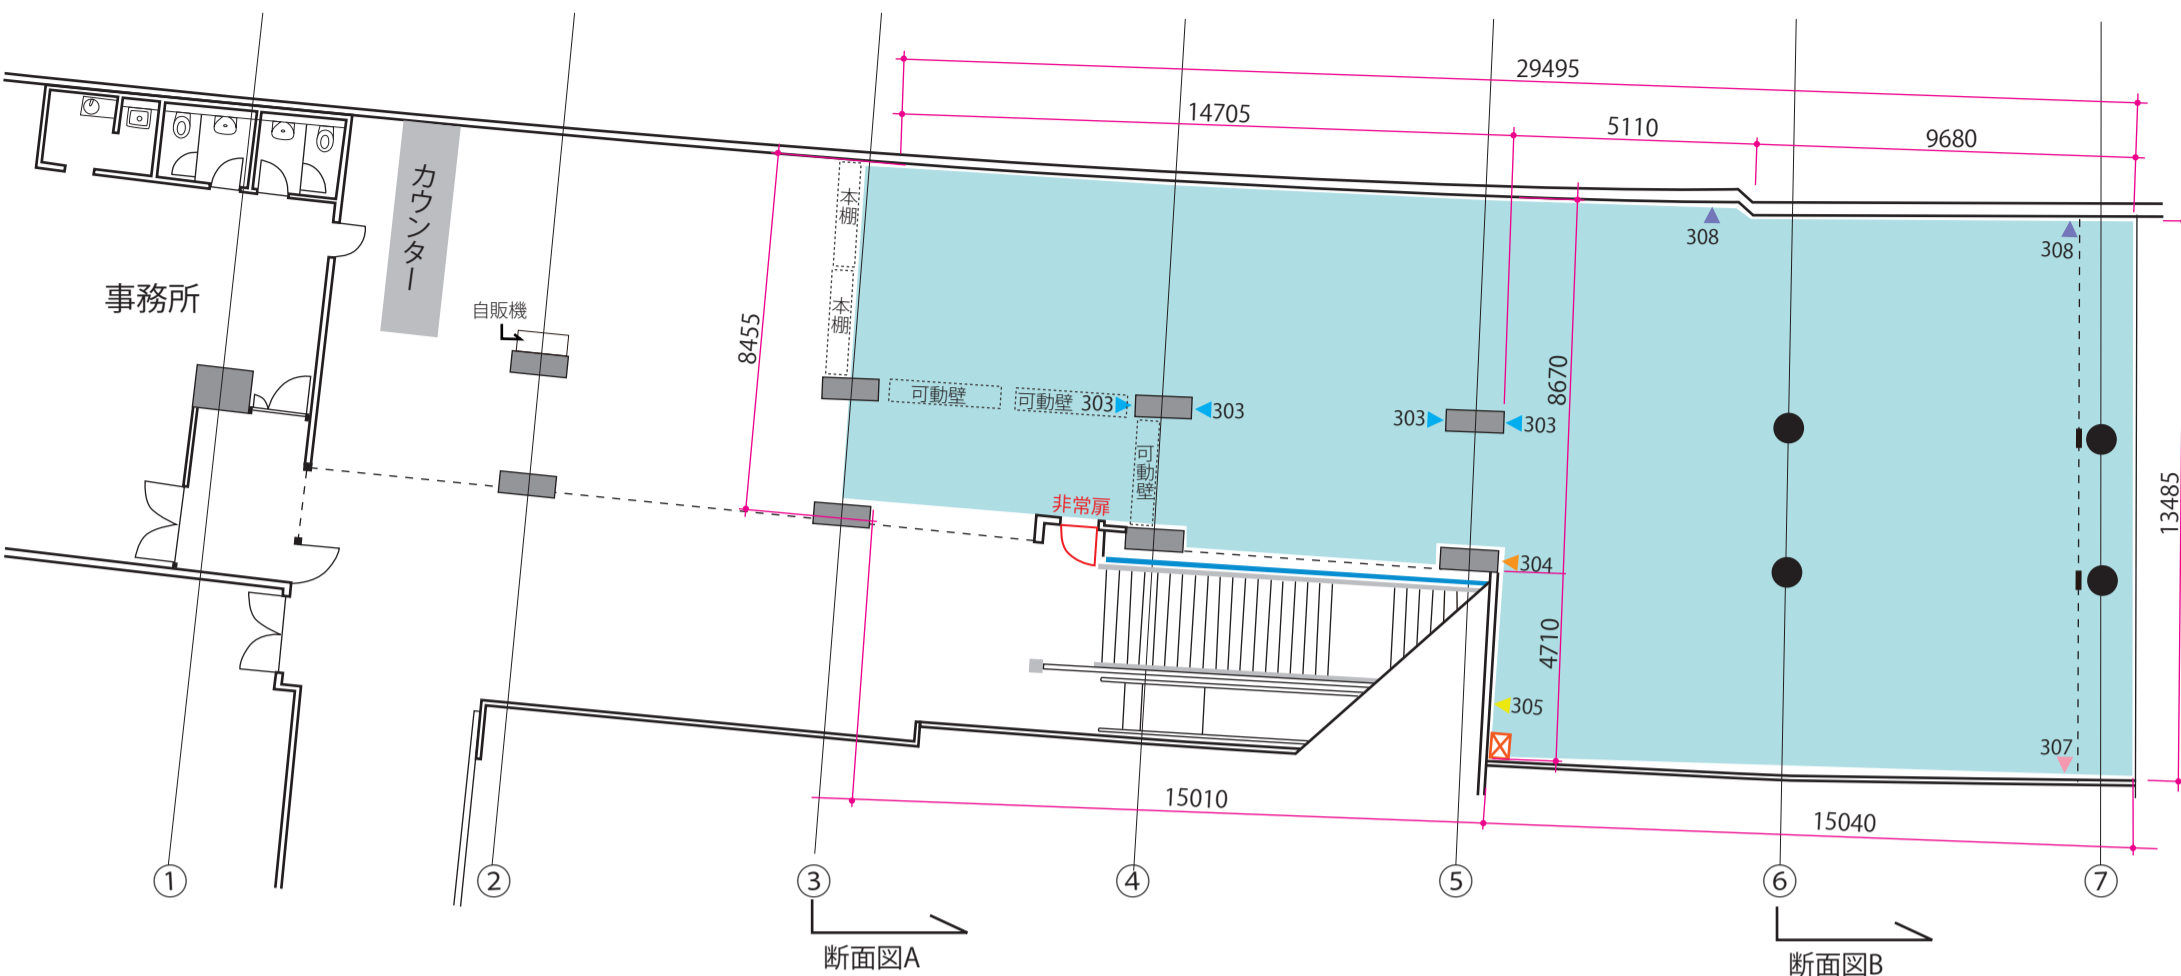 29495
14705
5110
9680
カウンター
本棚
308
308
事務所
自販機
本棚
8455
8670
可動壁
可動壁
303
303
303
303
可動壁
非常扉
304
13485
4710
305
307
15010
15040
①
②
③
④
⑤
⑥
⑦
断面図A
断面図B